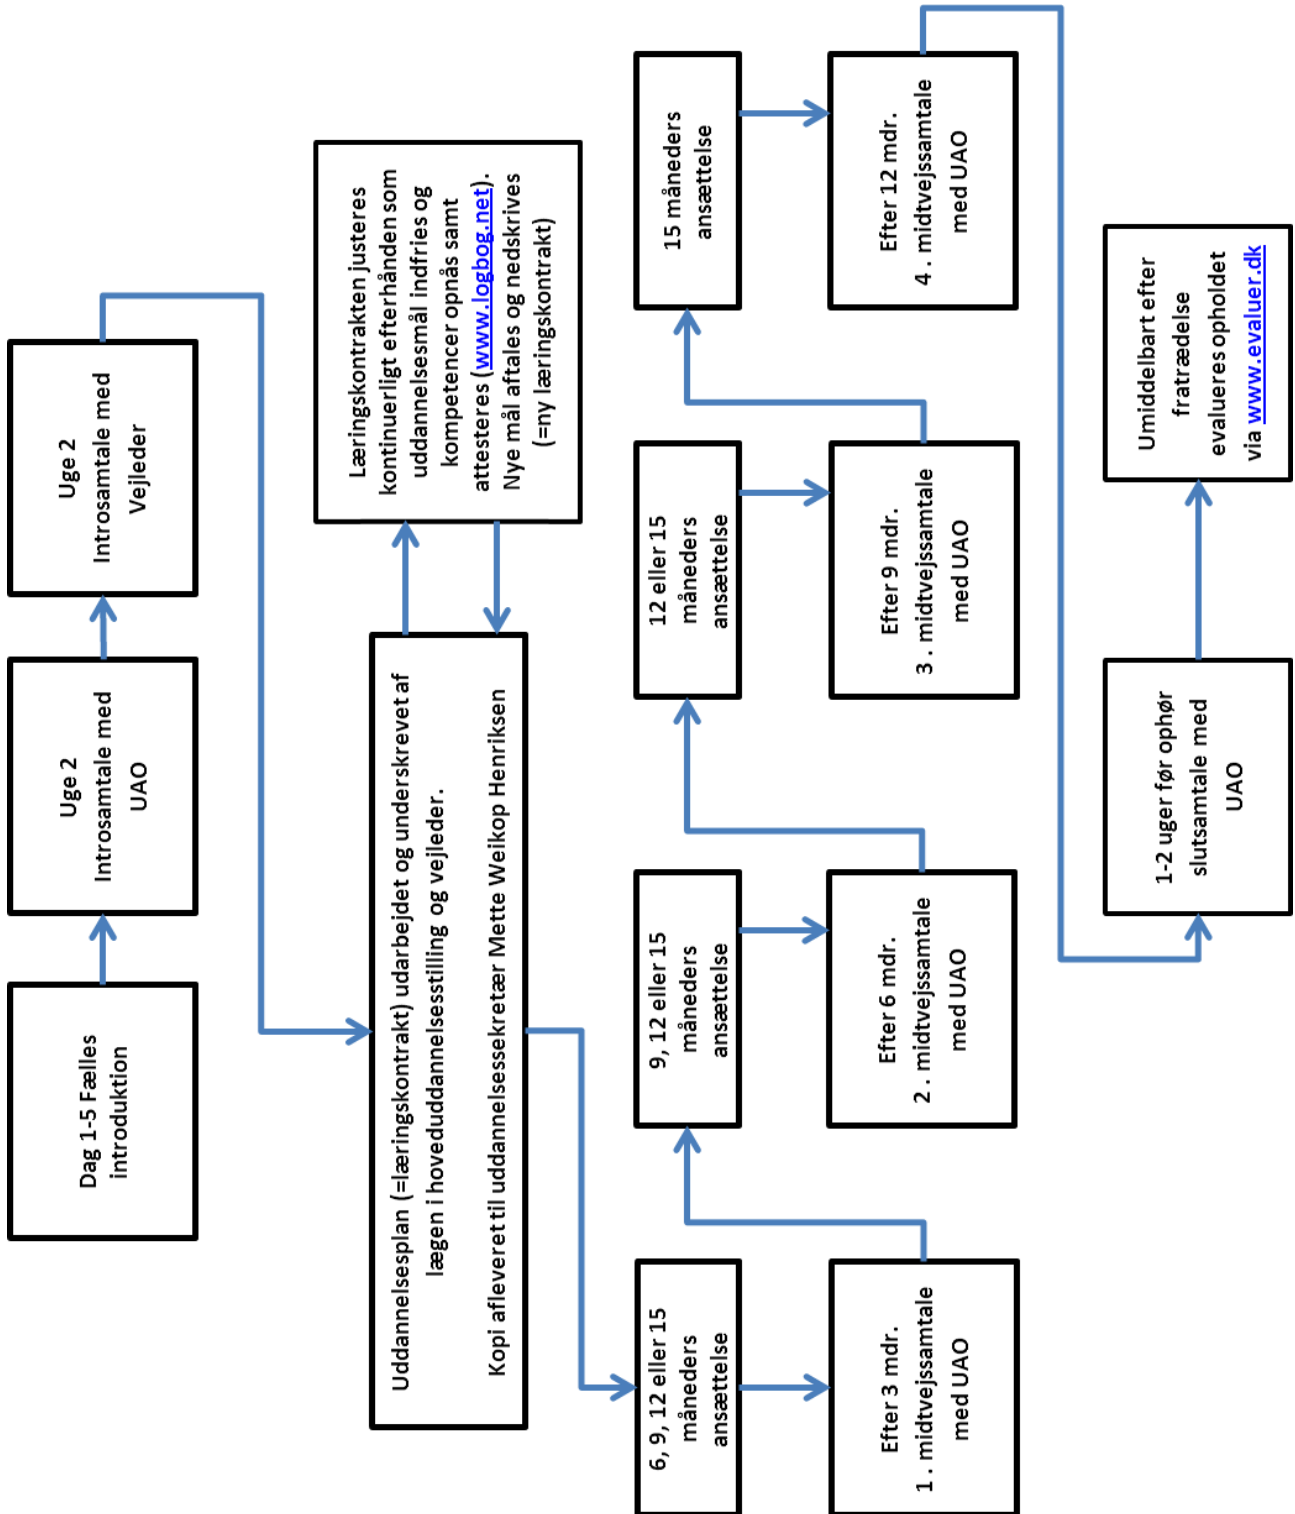 Dag 1-5 Fælles
introduktion
Uge 2
Introsamtale med
UAO
Uge 2
Introsamtale med
Vejleder
Uddannelsesplan (=læringskontrakt) udarbejdet og underskrevet af
lægen i hoveduddannelsesstilling og vejleder.
Kopi afleveret til uddannelsessekretær Mette Weikop Henriksen
Læringskontrakten justeres
kontinuerligt efterhånden som
uddannelsesmål indfries og
kompetencer opnås samt
attesteres (www.logbog.net).
Nye mål aftales og nedskrives
(=ny læringskontrakt)
6, 9, 12 eller 15
måneders
ansættelse
Efter 3 mdr.
1 . midtvejssamtale
med UAO
9, 12 eller 15
måneders
ansættelse
Efter 6 mdr.
2 . midtvejssamtale
med UAO
12 eller 15
måneders
ansættelse
Efter 9 mdr.
3 . midtvejssamtale
med UAO
15 måneders
ansættelse
Efter 12 mdr.
4 . midtvejssamtale
med UAO
1-2 uger før ophør
slutsamtale med
UAO
Umiddelbart efter
fratrædelse
evalueres opholdet
via www.evaluer.dk